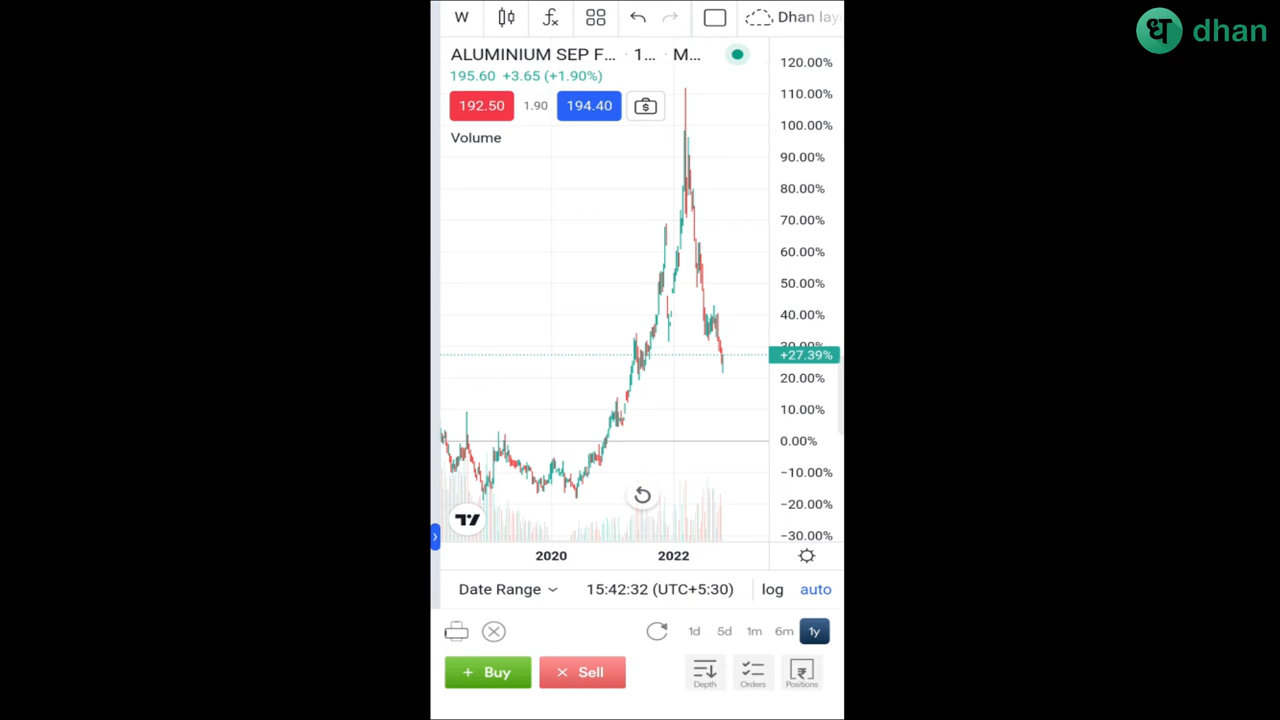 W
Dhan lay
ध dhan
ALUMINIUM SEP F... · 1... · M...
195.60 +3.65 (+1.90%)
192.50 1.90 194.40
Volume
120.00%
110.00%
100.00%
90.00%
80.00%
70.00%
60.00%
50.00%
40.00%
30.00%
+27.39%
20.00%
10.00%
0.00%
−10.00%
−20.00%
−30.00%
2020 2022
Date Range 15:42:32 (UTC+5:30) log auto
1d 5d 1m 6m 1y
+ Buy × Sell
Depth Orders Positions